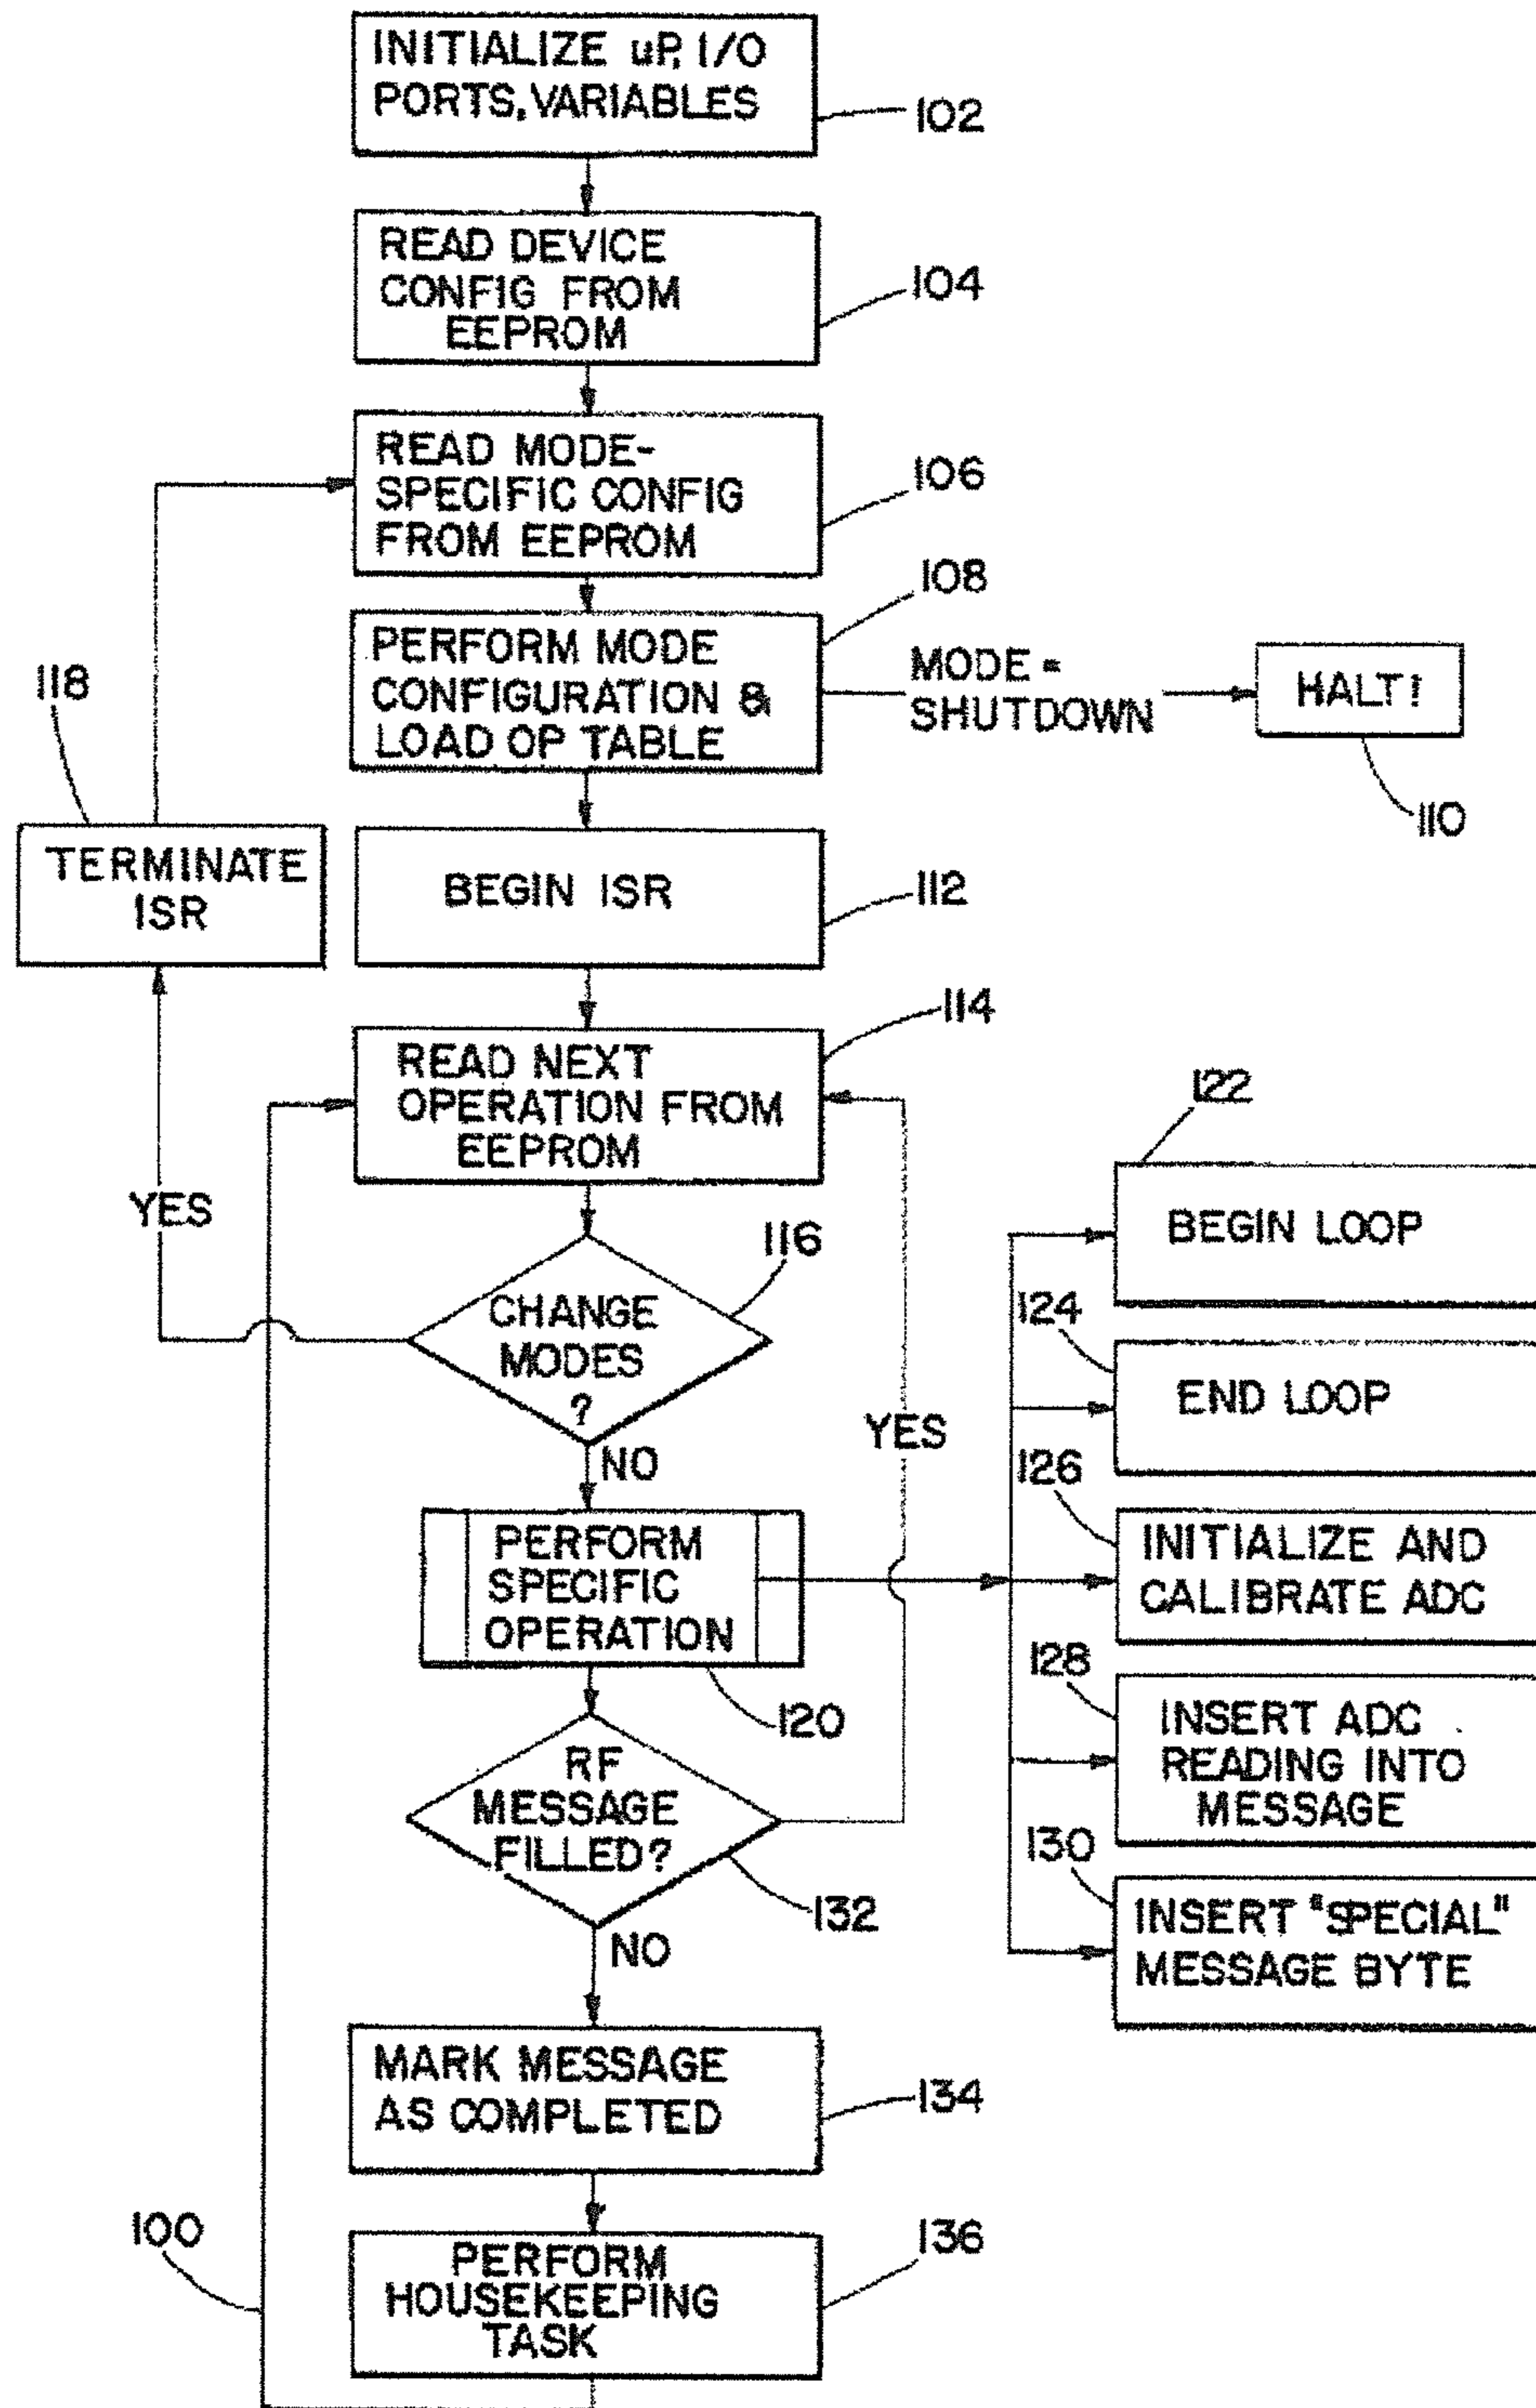 INITIALIZE uP, I/O
PORTS, VARIABLES
102
READ DEVICE
CONFIG FROM
EEPROM
104
READ MODE-
SPECIFIC CONFIG
FROM EEPROM
106
108
PERFORM MODE
CONFIGURATION &
LOAD OP TABLE
MODE =
SHUTDOWN
HALT!
110
118
TERMINATE
ISR
BEGIN ISR
112
114
READ NEXT
OPERATION FROM
EEPROM
YES
116
CHANGE
MODES
?
NO
YES
PERFORM
SPECIFIC
OPERATION
120
122
BEGIN LOOP
124
END LOOP
126
INITIALIZE AND
CALIBRATE ADC
128
INSERT ADC
READING INTO
MESSAGE
130
INSERT "SPECIAL"
MESSAGE BYTE
RF
MESSAGE
FILLED?
132
NO
MARK MESSAGE
AS COMPLETED
134
100
PERFORM
HOUSEKEEPING
TASK
136